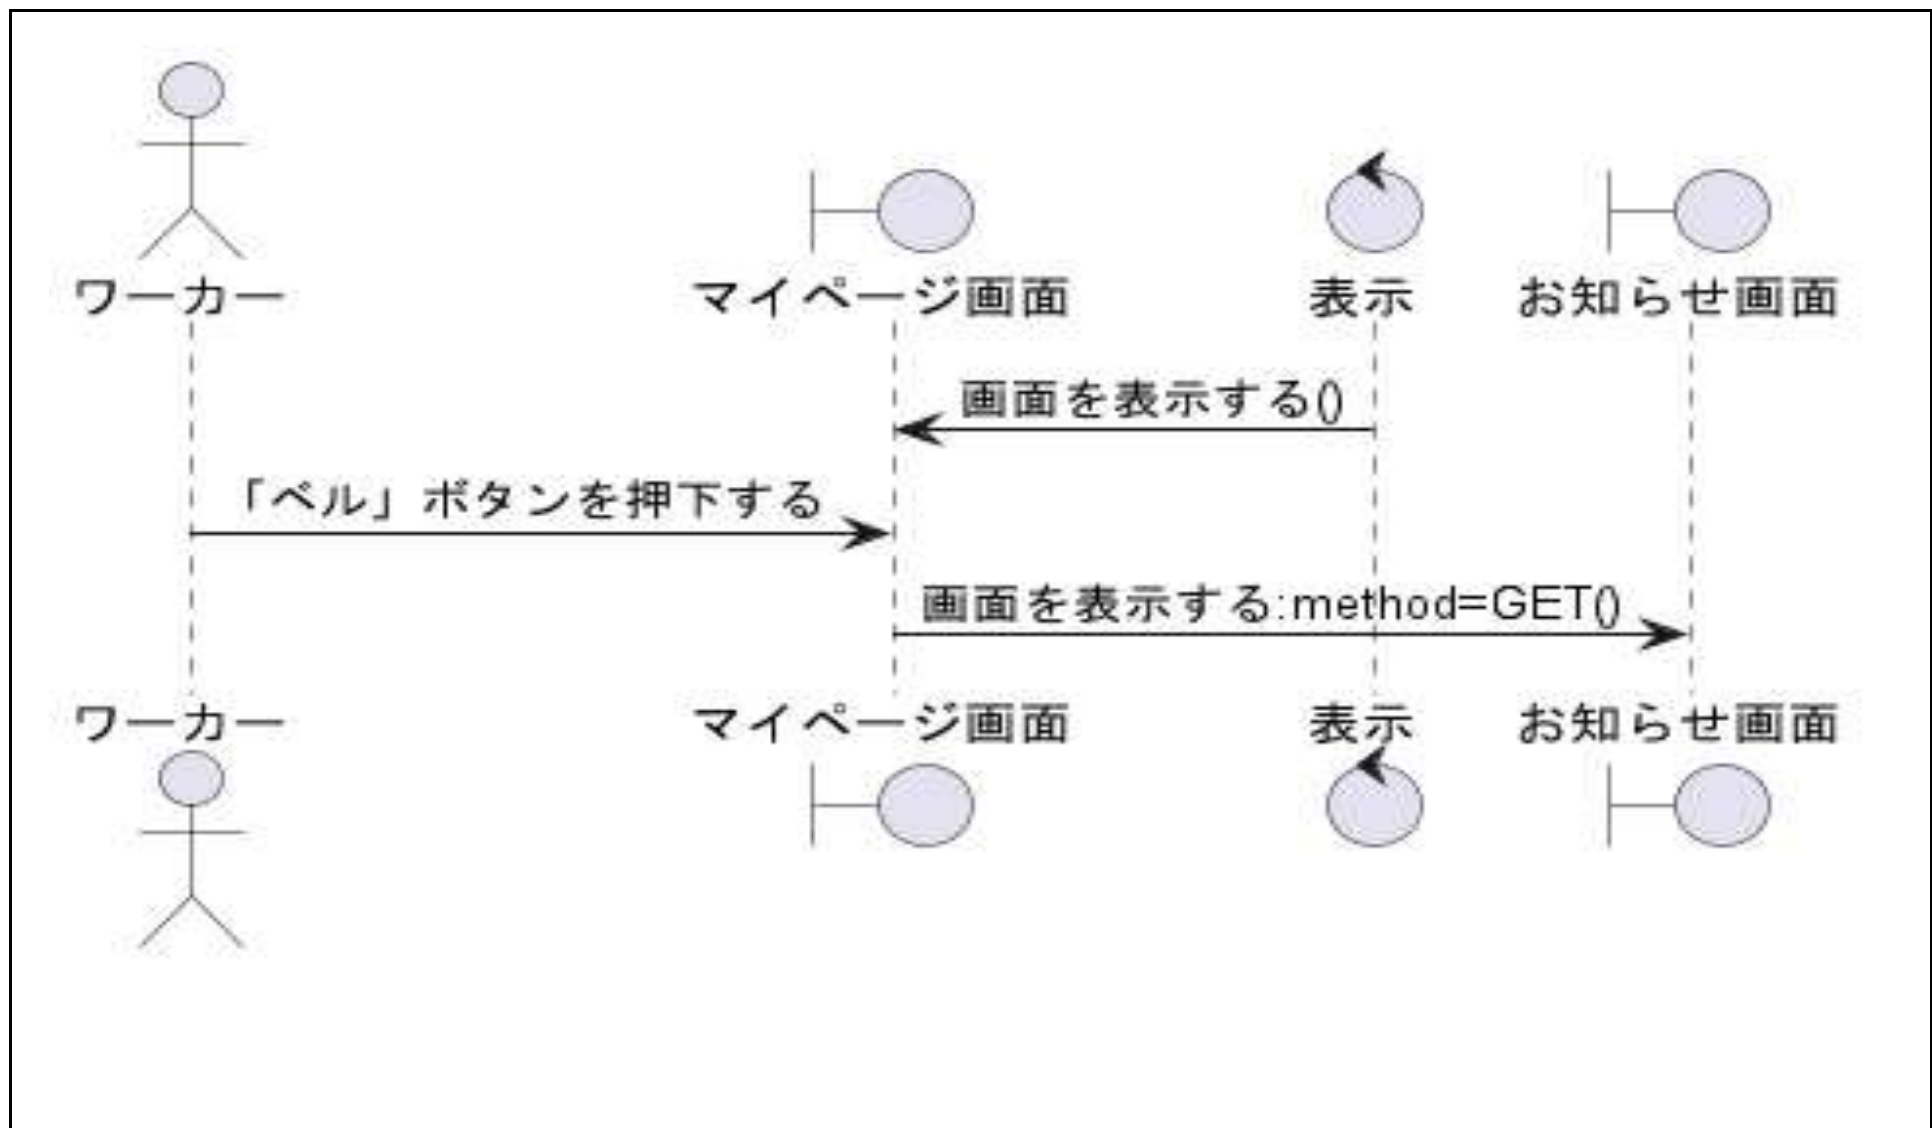 ワーカー
マイページ画面
表示
お知らせ画面
画面を表示する()
「ベル」ボタンを押下する
画面を表示する:method=GET()
ワーカー
マイページ画面
表示
お知らせ画面